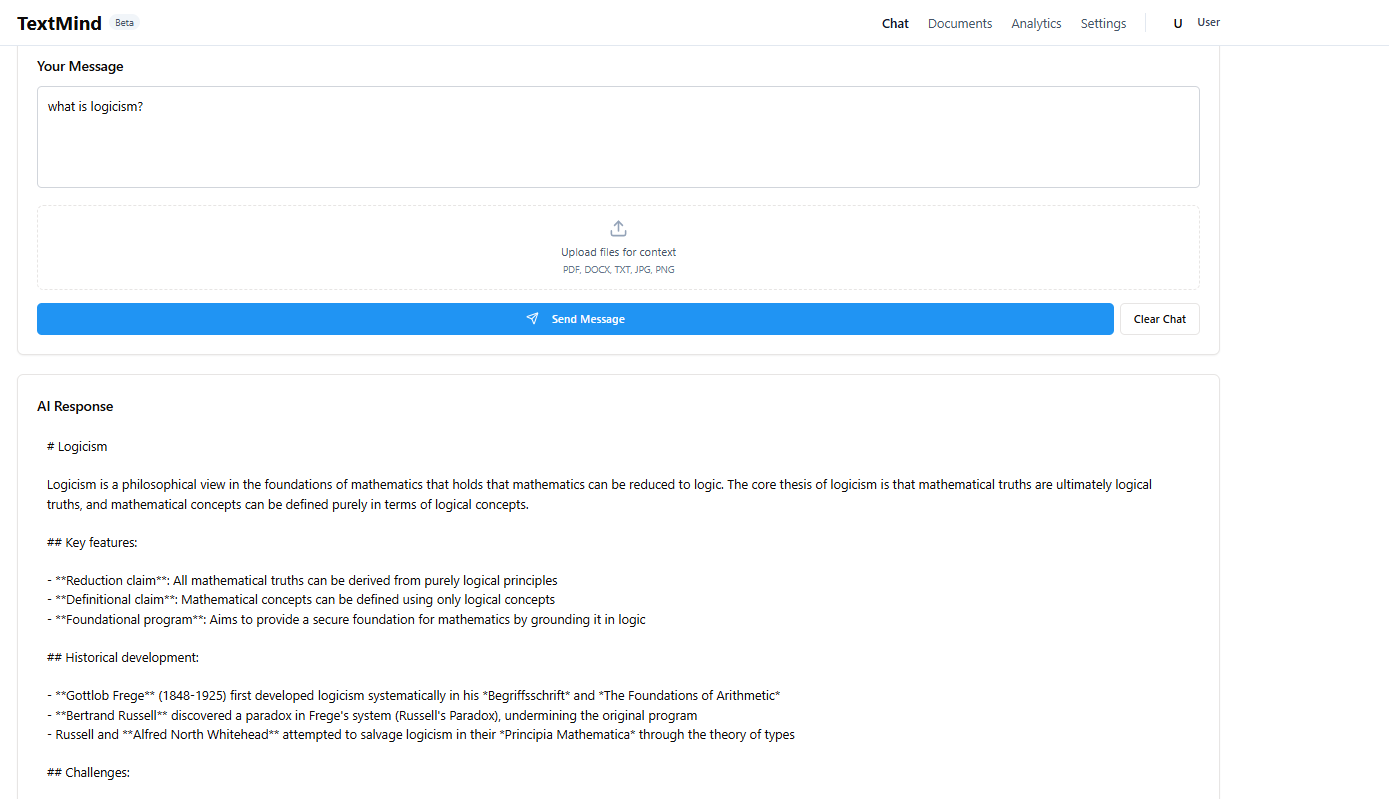 TextMind Beta Chat Documents Analytics Settings U User
Your Message
what is logicism?
Upload files for context
PDF, DOCX, TXT, JPG, PNG
Send Message Clear Chat
AI Response
# Logicism
Logicism is a philosophical view in the foundations of mathematics that holds that mathematics can be reduced to logic. The core thesis of logicism is that mathematical truths are ultimately logical
truths, and mathematical concepts can be defined purely in terms of logical concepts.
## Key features:
- **Reduction claim**: All mathematical truths can be derived from purely logical principles
- **Definitional claim**: Mathematical concepts can be defined using only logical concepts
- **Foundational program**: Aims to provide a secure foundation for mathematics by grounding it in logic
## Historical development:
- **Gottlob Frege** (1848-1925) first developed logicism systematically in his *Begriffsschrift* and *The Foundations of Arithmetic*
- **Bertrand Russell** discovered a paradox in Frege's system (Russell's Paradox), undermining the original program
- Russell and **Alfred North Whitehead** attempted to salvage logicism in their *Principia Mathematica* through the theory of types
## Challenges: